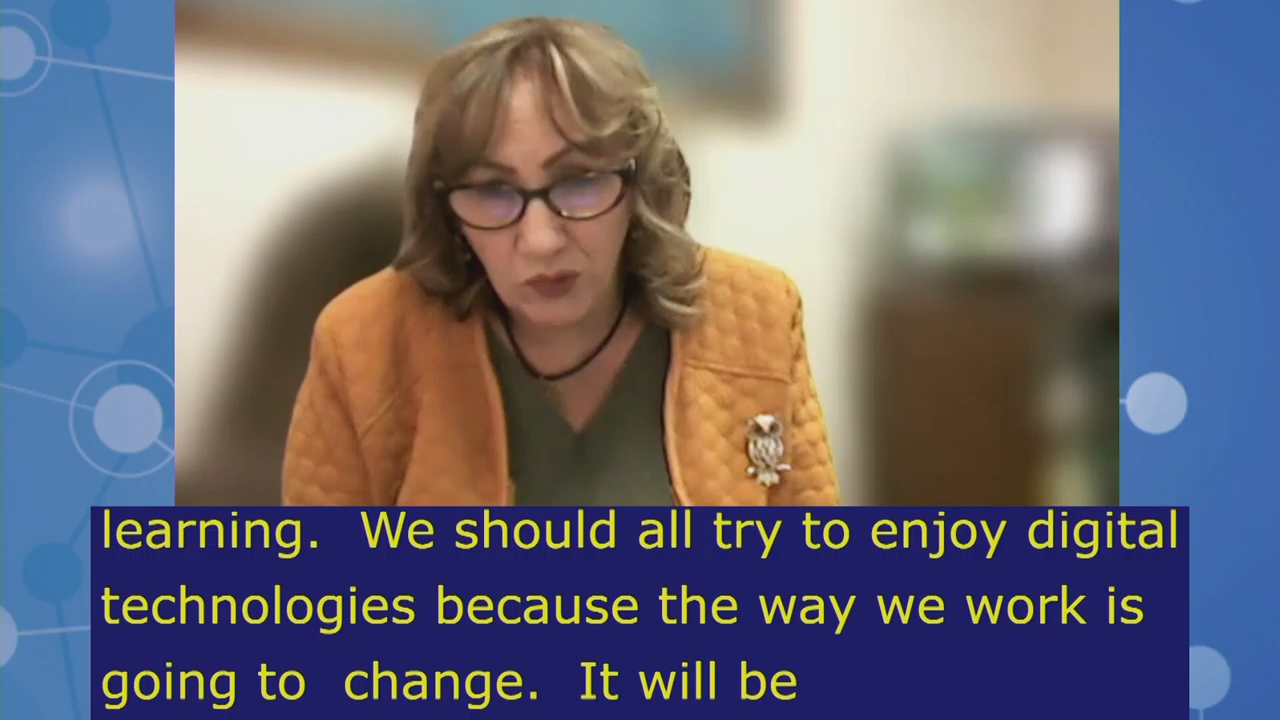 learning.  We should all try to enjoy digital
technologies because the way we work is
going to  change.  It will be